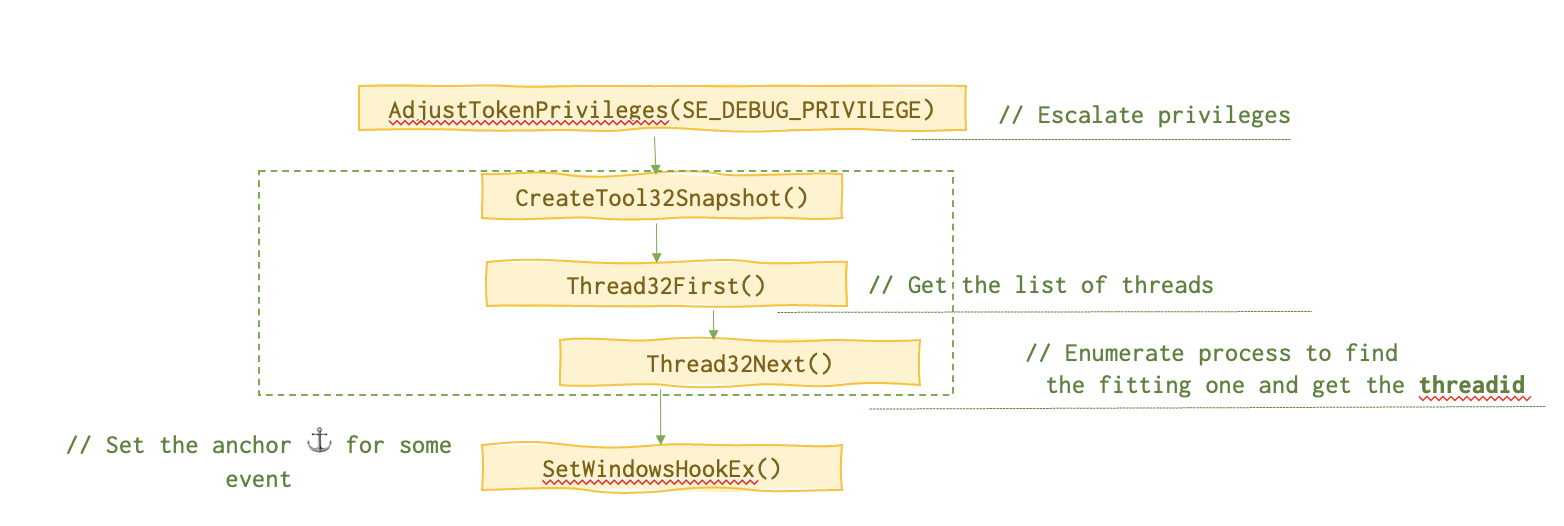 AdjustTokenPrivileges(SE_DEBUG_PRIVILEGE)
// Escalate privileges
CreateTool32Snapshot()
Thread32First()
// Get the list of threads
Thread32Next()
// Enumerate process to find
the fitting one and get the threadid
// Set the anchor ⚓ for some
event
SetWindowsHookEx()